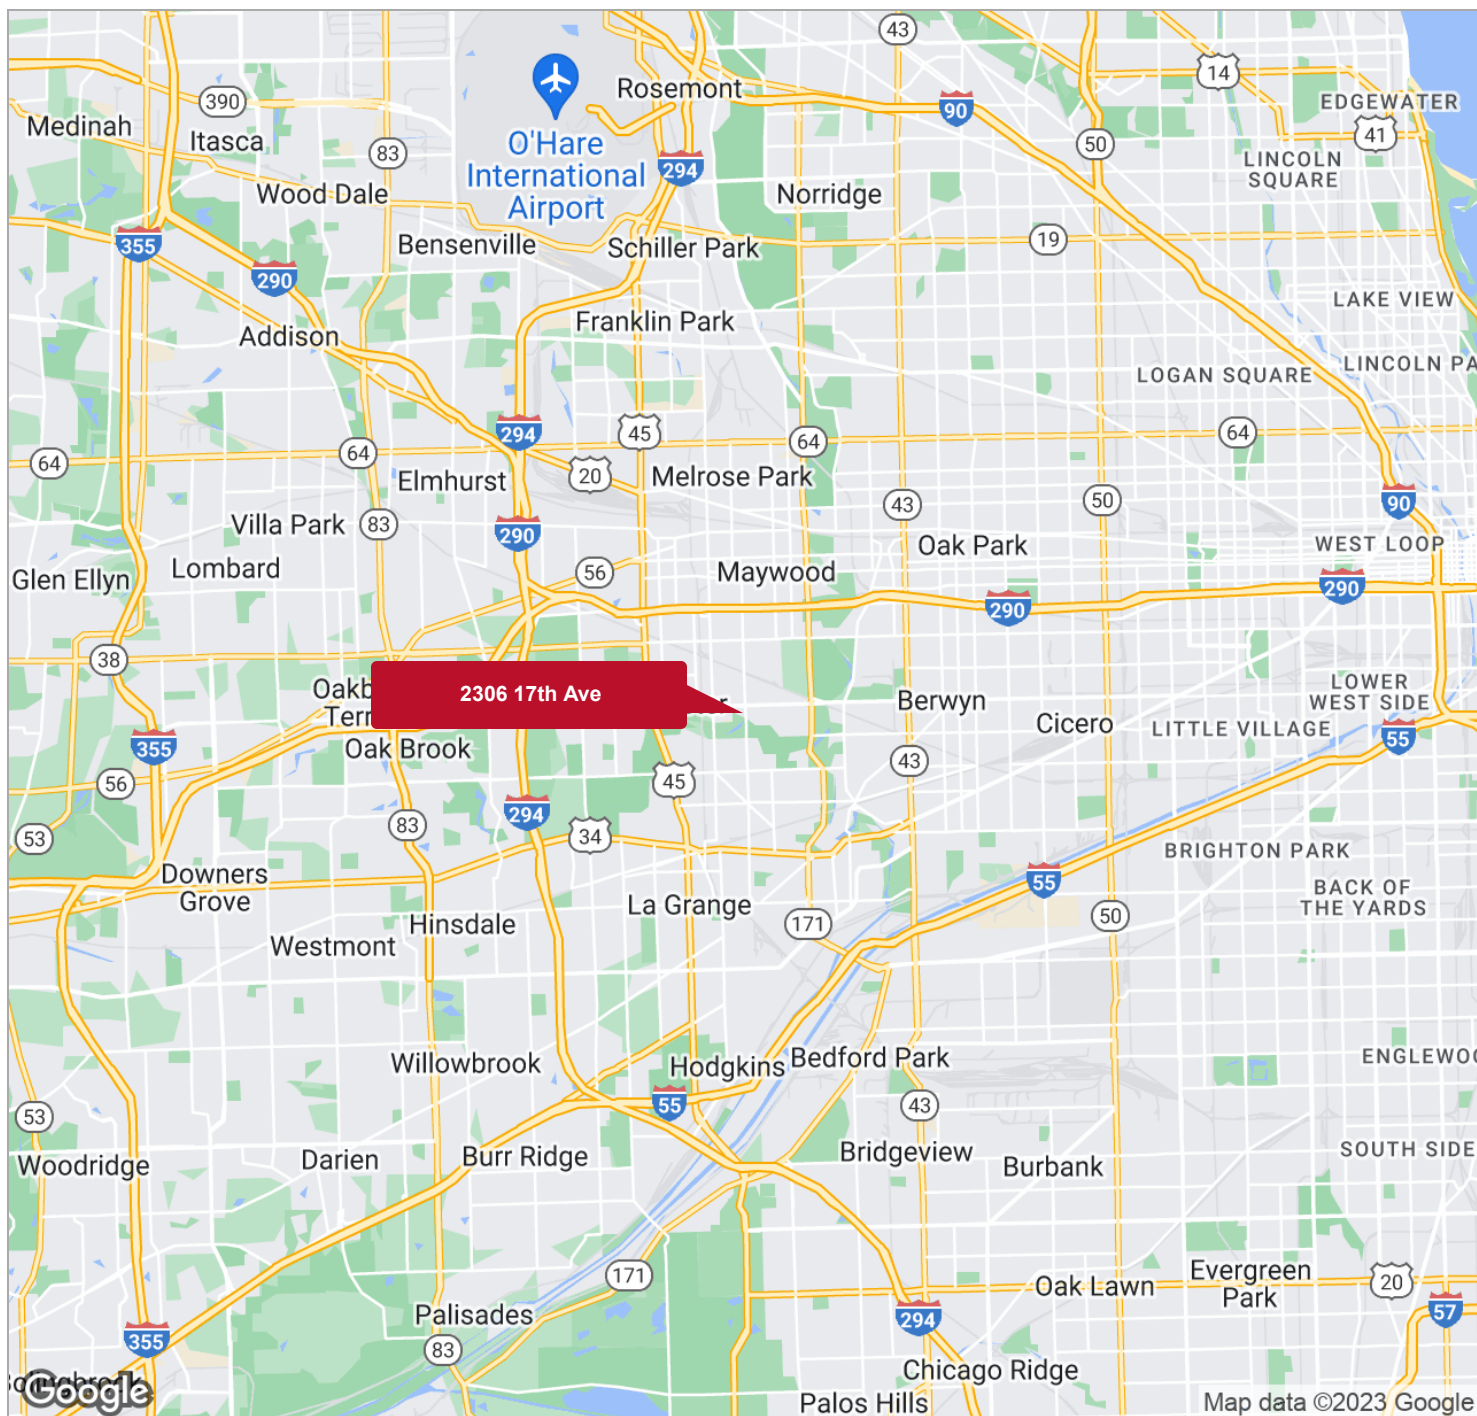 43
14
EDGEWATER
41
90
Rosemont
390
Medinah
Itasca
83
O'Hare
International
Airport
294
50
LINCOLN
SQUARE
Wood Dale
Norridge
355
Bensenville
Schiller Park
19
290
LAKE VIEW
Addison
Franklin Park
LOGAN SQUARE
LINCOLN PA
294
45
64
64
64
64
Elmhurst
20
Melrose Park
43
50
90
Villa Park
83
290
Oak Park
WEST LOOP
Glen Ellyn
Lombard
56
Maywood
290
290
38
Oakb
Terr
2306 17th Ave
r
Berwyn
LOWER
WEST SIDE
Cicero
LITTLE VILLAGE
55
355
Oak Brook
56
45
43
294
83
34
53
BRIGHTON PARK
Downers
Grove
55
BACK OF
THE YARDS
La Grange
171
50
Hinsdale
Westmont
Willowbrook
Hodgkins
Bedford Park
ENGLEWOO
53
55
43
Woodridge
Darien
Burr Ridge
Bridgeview
Burbank
SOUTH SIDE
171
Oak Lawn
Evergreen
Park
20
57
355
Palisades
83
294
Chicago Ridge
Palos Hills
Google
Map data ©2023 Google